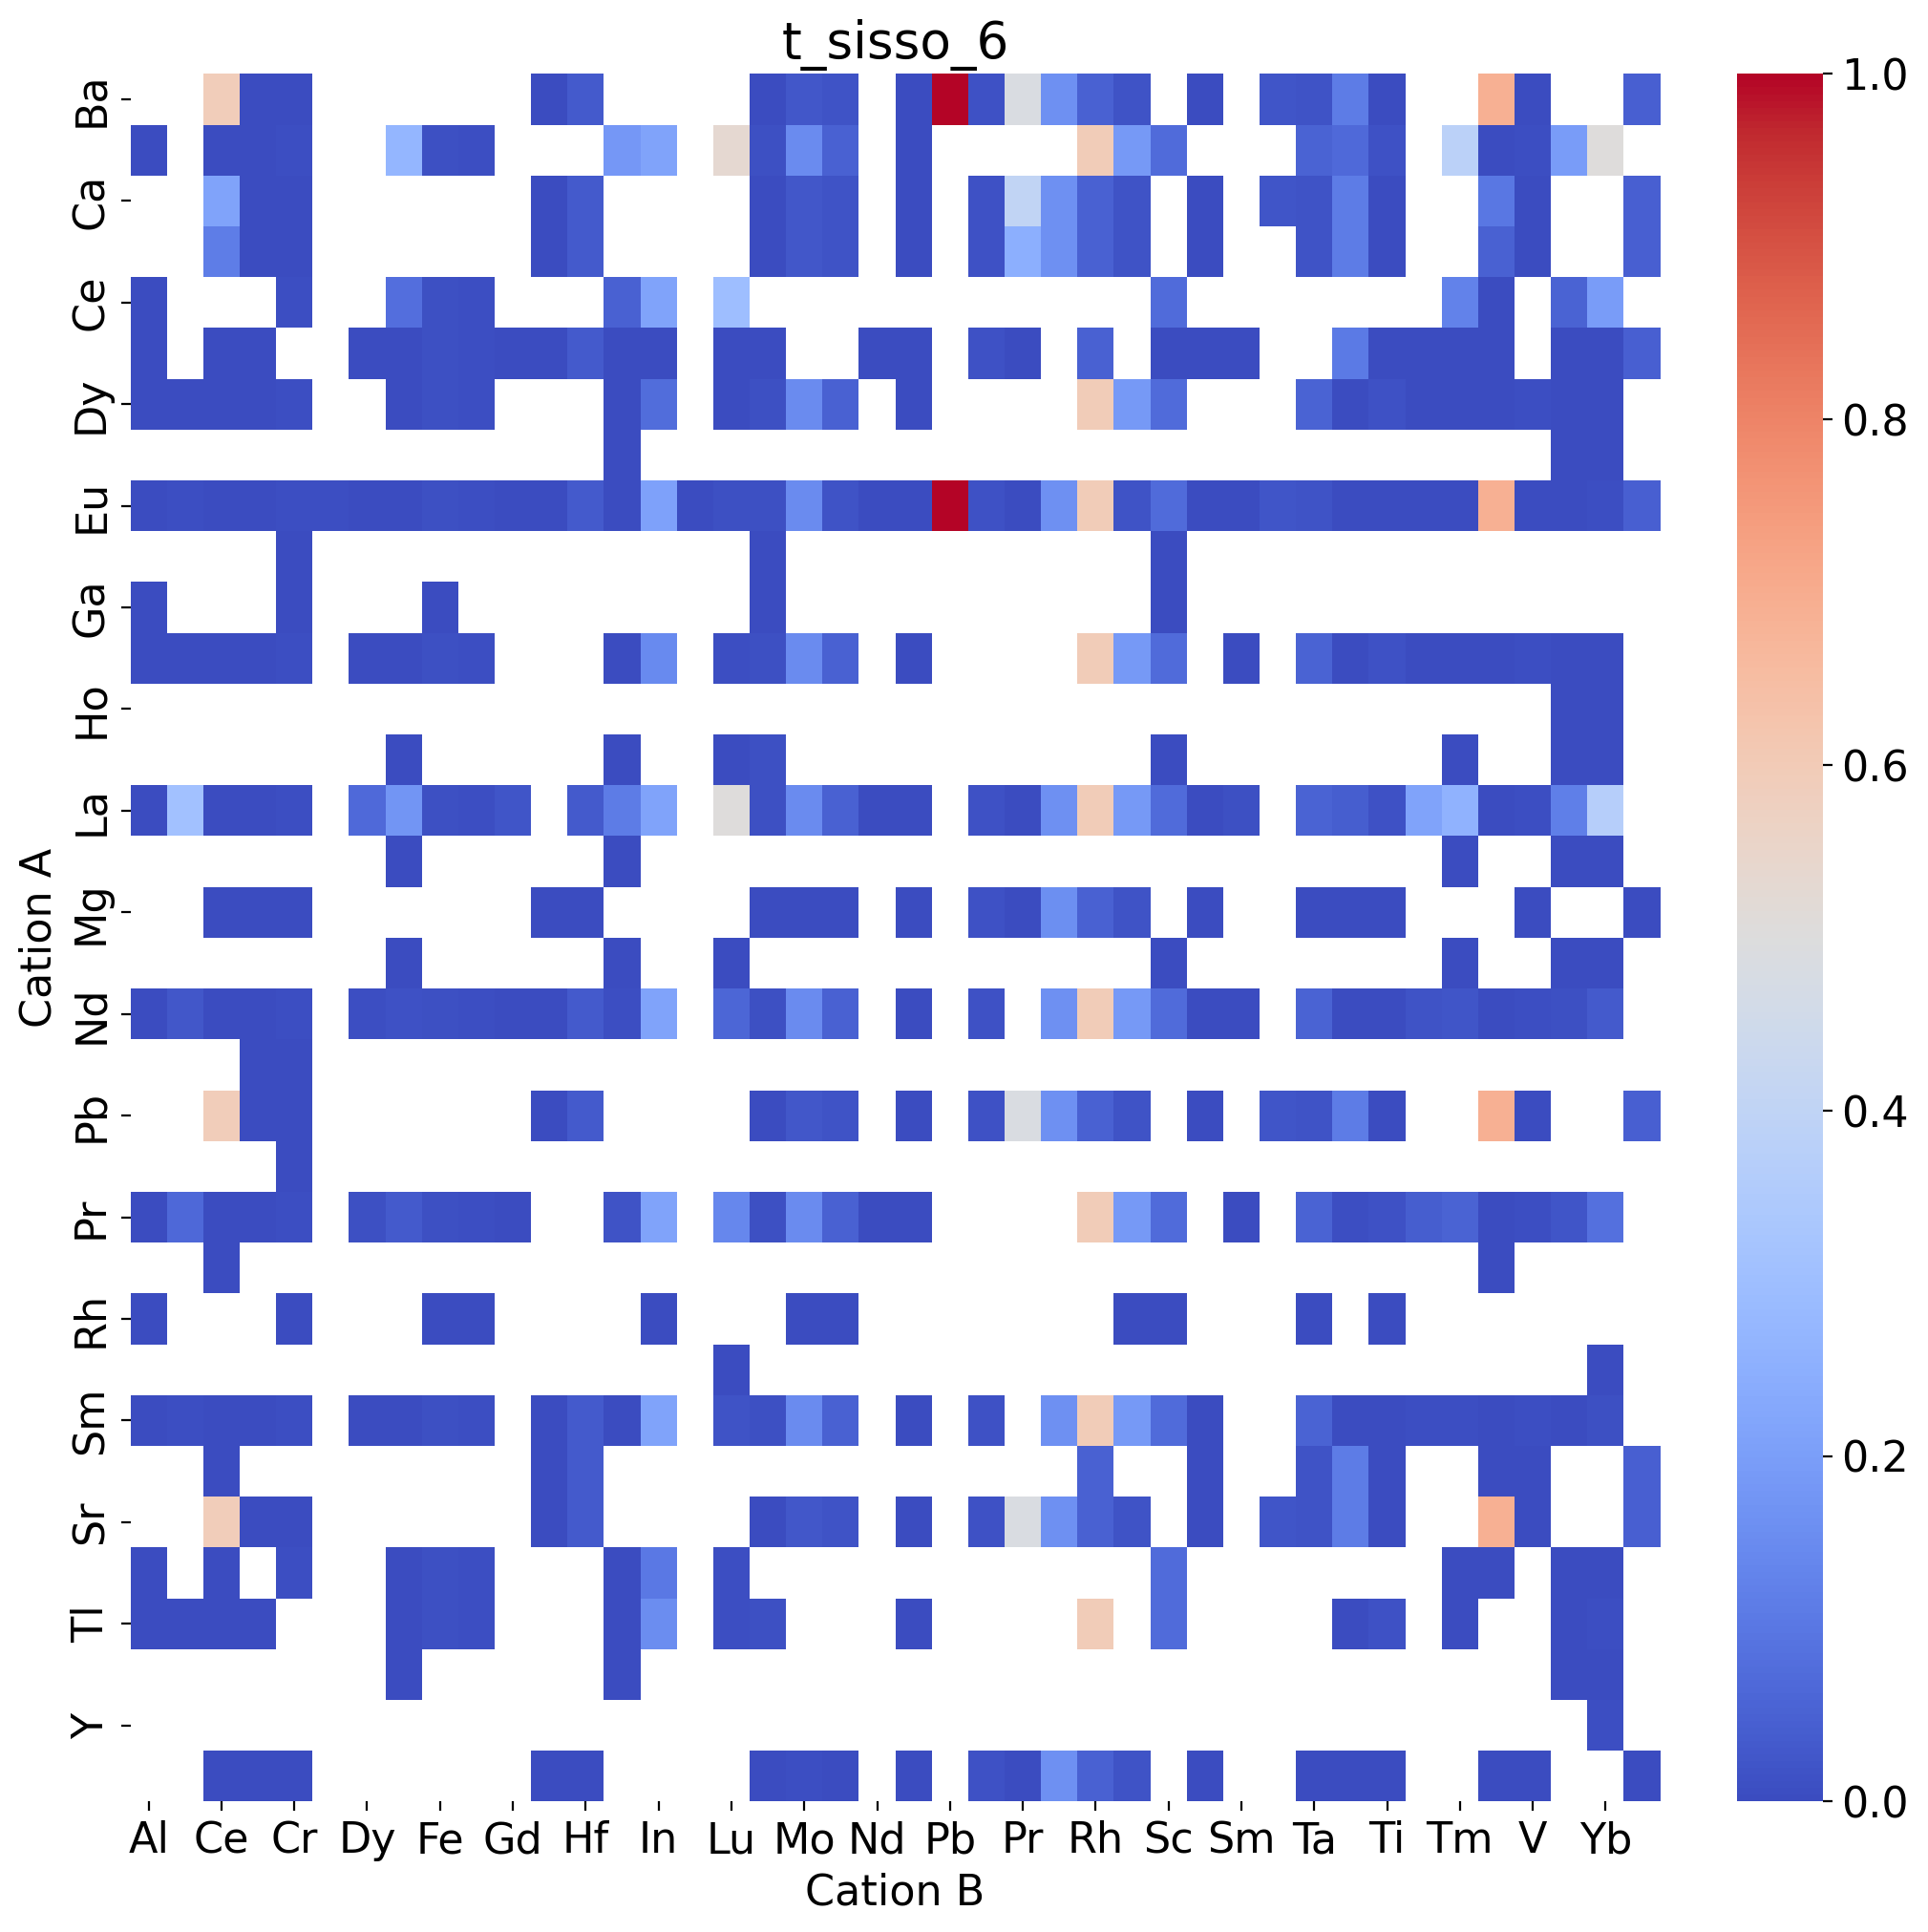 t_sisso_6
Cation A
Ba
Ca
Ce
Dy
Eu
Ga
Ho
La
Mg
Nd
Pb
Pr
Rh
Sm
Sr
Tl
Y
Al Ce Cr Dy Fe Gd Hf In Lu Mo Nd Pb Pr Rh Sc Sm Ta Ti Tm V Yb
Cation B
1.0
0.8
0.6
0.4
0.2
0.0